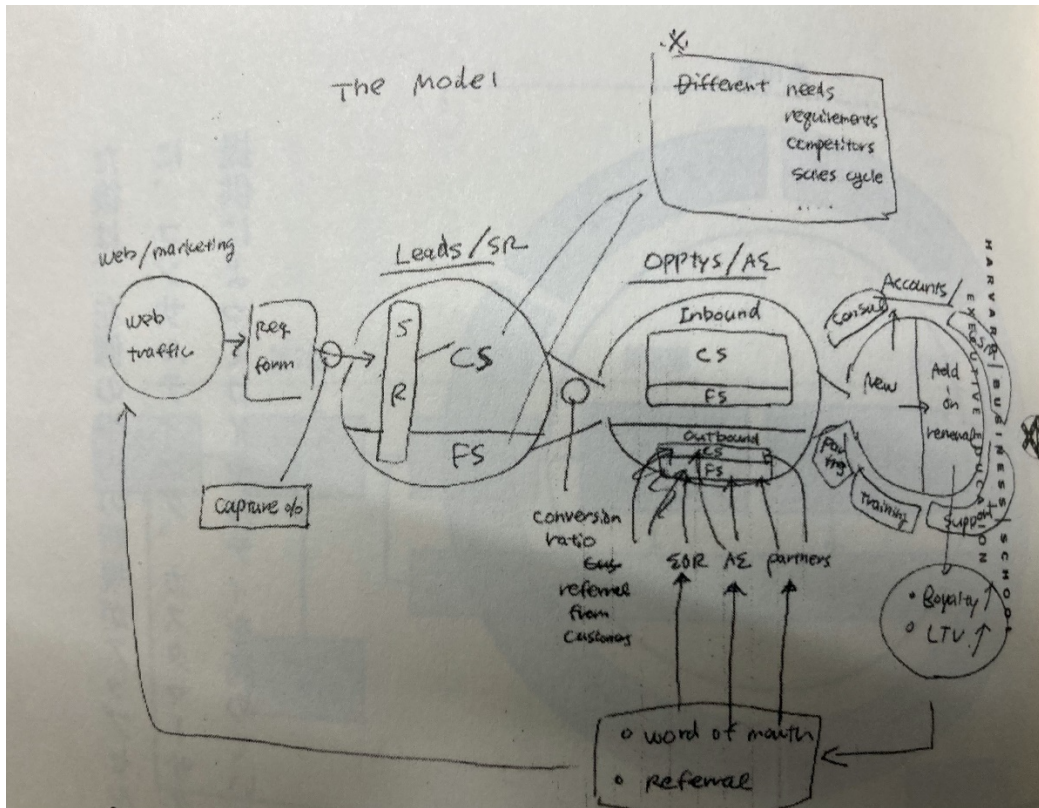 The Model
Different needs
requirements
competitors
sales cycle
....
web/marketing
Leads/SR
OPPtys/AE
Accounts/
web
traffic
Req
form
S
R
CS
FS
Capture %
Inbound
CS
FS
Outbound
CS
FS
conversion
ratio
referral
from
EBR
AE
partners
consult
New
Add
-on
renewal
SR
Training
Support
Loyalty ↑
LTV ↑
word of mouth
Referral
HARVARD / BUSINESS / SCHOOL
EXECUTIVE EDUCATION